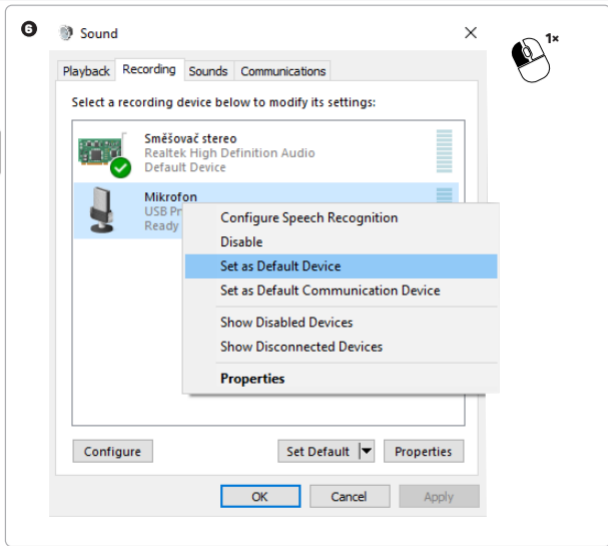 6
Sound
1×
Playback Recording Sounds Communications
Select a recording device below to modify its settings:
Směšovač stereo
Realtek High Definition Audio
Default Device
Mikrofon
USB Pr
Ready
Configure Speech Recognition
Disable
Set as Default Device
Set as Default Communication Device
Show Disabled Devices
Show Disconnected Devices
Properties
Configure Set Default Properties
OK Cancel Apply